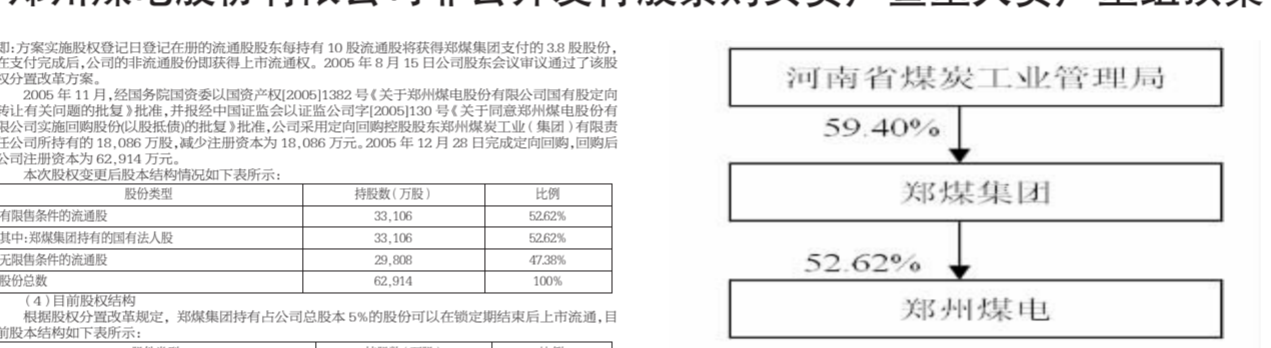 即:方案实施股权登记日登记在册的流通股股东每持有 10 股流通股将获得郑煤集团支付的 3.8 股股份,
在支付完成后,公司的非流通股份即获得上市流通权。2005 年 8 月 15 日公司股东会议审议通过了该股
权分置改革方案。
2005 年 11 月,经国务院国资委以国资产权[2005]1382 号《关于郑州煤电股份有限公司国有股定向
转让有关问题的批复》批准,并报经中国证监会以证监公司字[2005]130 号《关于同意郑州煤电股份有
限公司实施回购股份(以股抵债)的批复》批准,公司采用定向回购控股股东郑州煤炭工业(集团)有限责
任公司所持有的 18,086 万股,减少注册资本为 18,086 万元。2005 年 12 月 28 日完成定向回购,回购后
公司注册资本为 62,914 万元。
本次股权变更后股本结构情况如下表所示:
股份类型 持股数(万股) 比例
有限售条件的流通股 33,106 52.62%
其中:郑煤集团持有的国有法人股 33,106 52.62%
无限售条件的流通股 29,808 47.38%
股份总数 62,914 100%
(4)目前股权结构
根据股权分置改革规定, 郑煤集团持有占公司总股本 5%的股份可以在锁定期结束后上市流通,目
前股本结构如下表所示:
河南省煤炭工业管理局
59.40%
郑煤集团
52.62%
郑州煤电